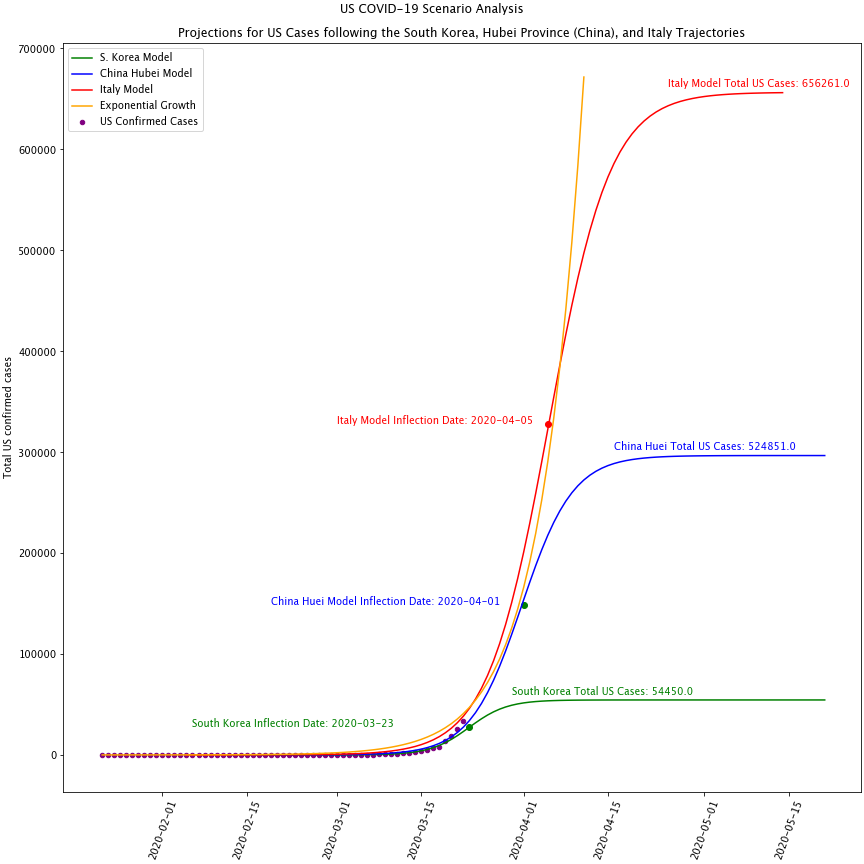 US COVID-19 Scenario Analysis
Projections for US Cases following the South Korea, Hubei Province (China), and Italy Trajectories
700000
600000
500000
400000
300000
200000
100000
0
Total US confirmed cases
S. Korea Model
China Hubei Model
Italy Model
Exponential Growth
US Confirmed Cases
Italy Model Total US Cases: 656261.0
Italy Model Inflection Date: 2020-04-05
China Huei Total US Cases: 524851.0
China Huei Model Inflection Date: 2020-04-01
South Korea Total US Cases: 54450.0
South Korea Inflection Date: 2020-03-23
2020-02-01
2020-02-15
2020-03-01
2020-03-15
2020-04-01
2020-04-15
2020-05-01
2020-05-15